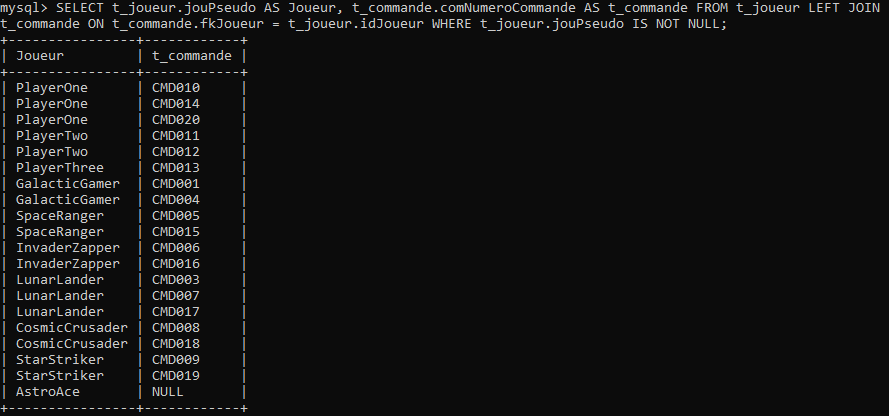 mysql> SELECT t_joueur.jouPseudo AS Joueur, t_commande.comNumeroCommande AS t_commande FROM t_joueur LEFT JOIN
t_commande ON t_commande.fkJoueur = t_joueur.idJoueur WHERE t_joueur.jouPseudo IS NOT NULL;
+---------------+------------+
| Joueur        | t_commande |
+---------------+------------+
| PlayerOne     | CMD010     |
| PlayerOne     | CMD014     |
| PlayerOne     | CMD020     |
| PlayerTwo     | CMD011     |
| PlayerTwo     | CMD012     |
| PlayerThree   | CMD013     |
| GalacticGamer | CMD001     |
| GalacticGamer | CMD004     |
| SpaceRanger   | CMD005     |
| SpaceRanger   | CMD015     |
| InvaderZapper | CMD006     |
| InvaderZapper | CMD016     |
| LunarLander   | CMD003     |
| LunarLander   | CMD007     |
| LunarLander   | CMD017     |
| CosmicCrusader | CMD008     |
| CosmicCrusader | CMD018     |
| StarStriker   | CMD009     |
| StarStriker   | CMD019     |
| AstroAce      | NULL       |
+---------------+------------+